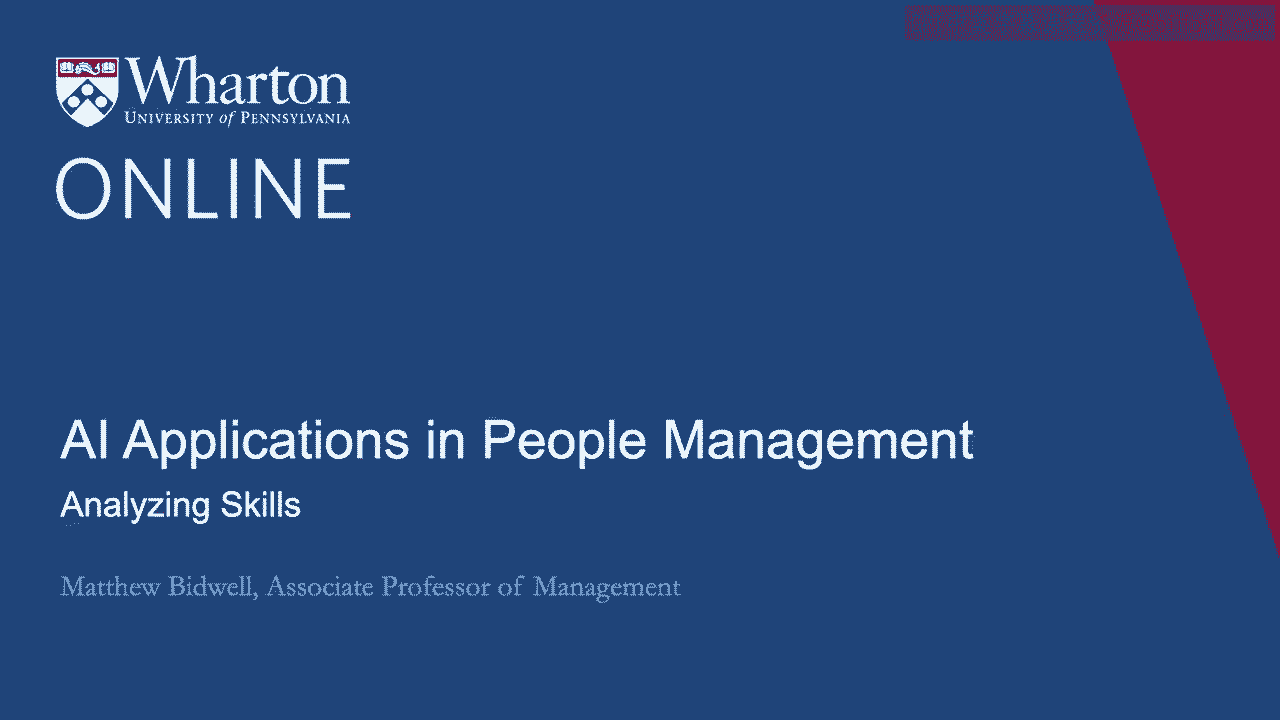 Wharton
UNIVERSITY of PENNSYLVANIA
ONLINE
AI Applications in People Management
Analyzing Skills
Matthew Bidwell, Associate Professor of Management